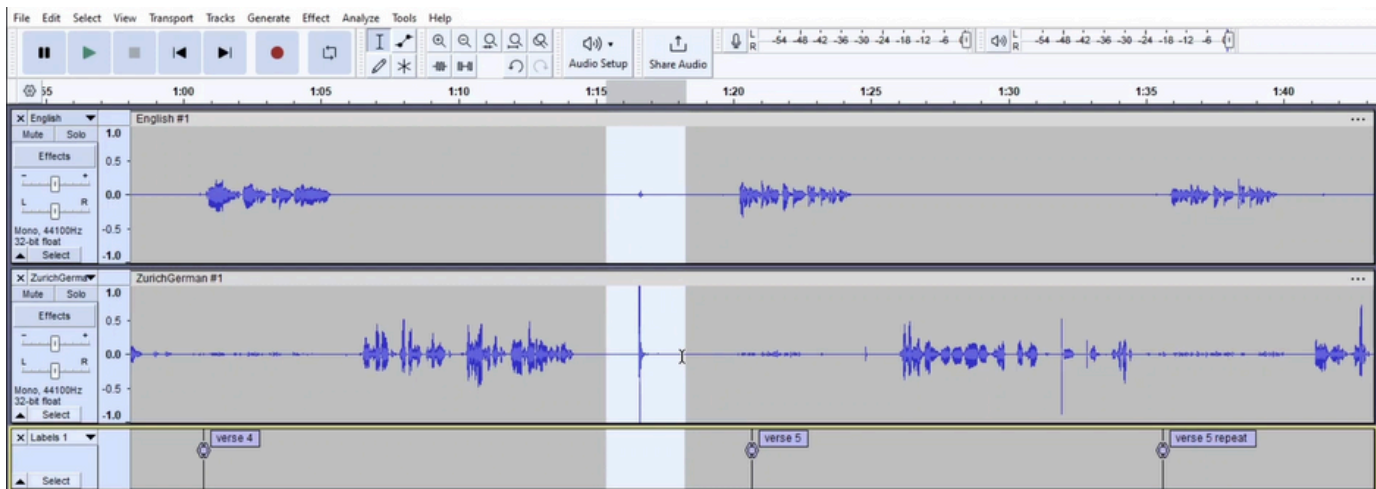 File Edit Select View Transport Tracks Generate Effect Analyze Tools Help
Audio Setup
Share Audio
L
R
-54 -48 -42 -36 -30 -24 -18 -12 -6
L
R
-54 -48 -42 -36 -30 -24 -18 -12 -6
55 1:00 1:05 1:10 1:15 1:20 1:25 1:30 1:35 1:40
English
English #1
Mute Solo
Effects
- +
L R
Mono, 44100Hz
32-bit float
Select
1.0
0.5
0.0
-0.5
-1.0
ZurichGerma
ZurichGerman #1
Mute Solo
Effects
- +
L R
Mono, 44100Hz
32-bit float
Select
1.0
0.5
0.0
-0.5
-1.0
Labels 1
verse 4
verse 5
verse 5 repeat
Select